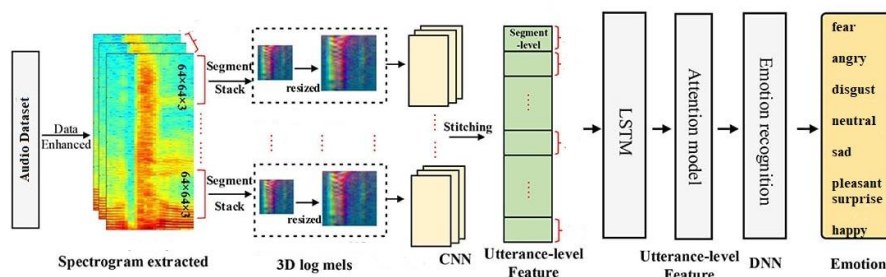 Audio Dataset
Data
Enhanced
64×64×3
64×64×3
Spectrogram extracted
Segment
Stack
resized
Segment
Stack
resized
3D log mels
CNN
Stitching
Segment
-level
Utterance-level
Feature
LSTM
Attention model
Utterance-level
Feature
Emotion recognition
DNN
fear
angry
disgust
neutral
sad
pleasant
surprise
happy
Emotion